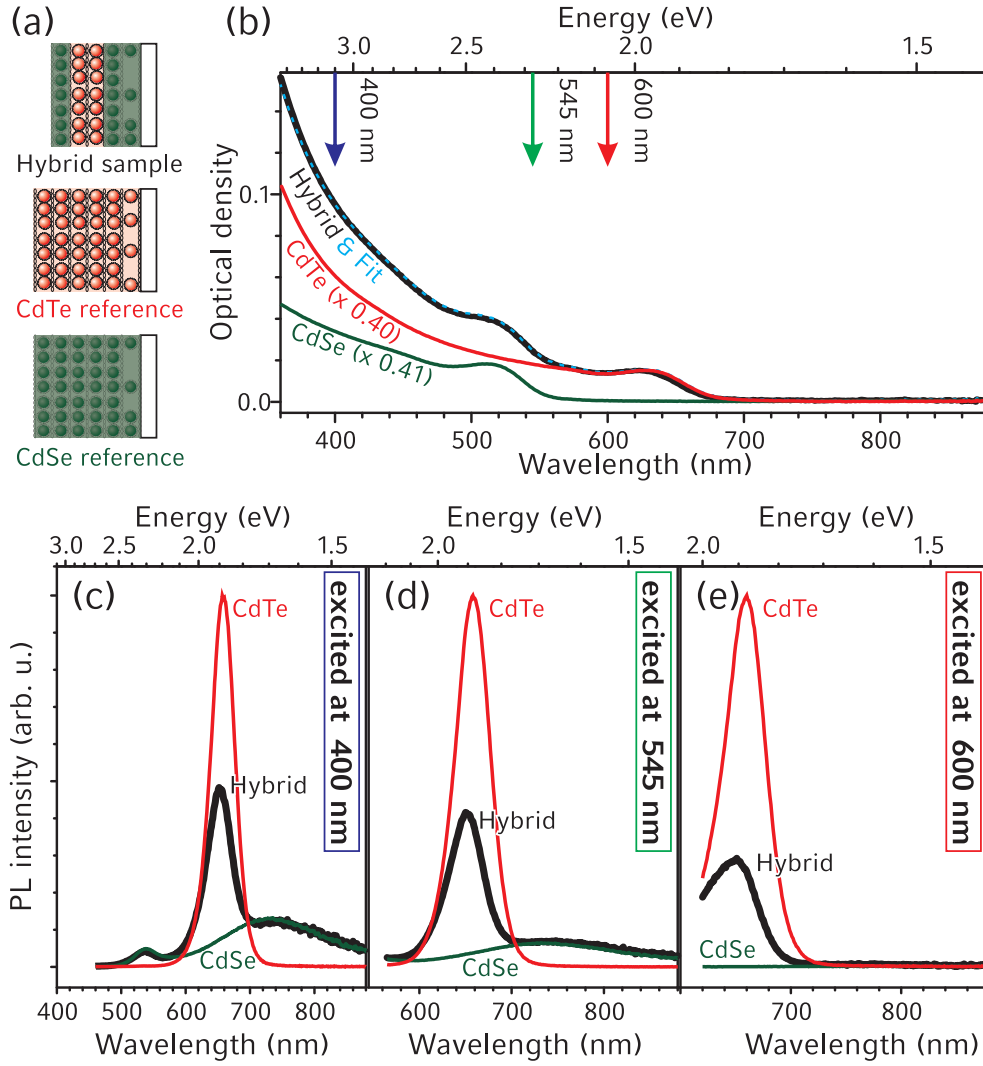 (a)
Hybrid sample
CdTe reference
CdSe reference
(b)
Energy (eV)
3.0 2.5 2.0 1.5
400 nm
545 nm
600 nm
Optical density
0.1
0.0
Hybrid & Fit
CdTe (x 0.40)
CdSe (x 0.41)
400 500 600 700 800
Wavelength (nm)
Energy (eV)
3.0 2.5 2.0 1.5
(c)
CdTe
Hybrid
CdSe
excited at 400 nm
PL intensity (arb. u.)
400 500 600 700 800
Wavelength (nm)
Energy (eV)
2.0 1.5
(d)
CdTe
Hybrid
CdSe
excited at 545 nm
600 700 800
Wavelength (nm)
Energy (eV)
2.0 1.5
(e)
CdTe
Hybrid
CdSe
excited at 600 nm
700 800
Wavelength (nm)